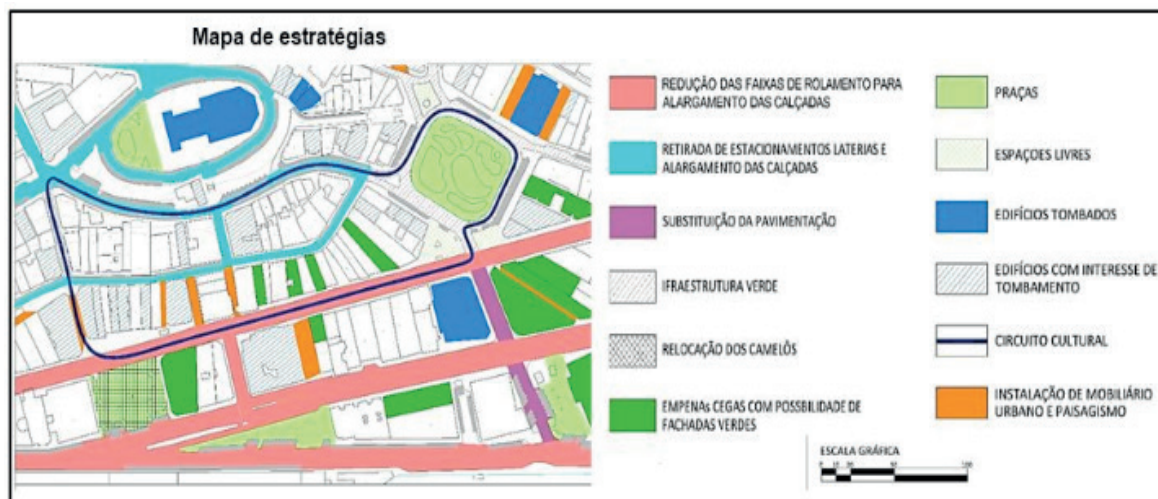 Mapa de estratégias
REDUÇÃO DAS FAIXAS DE ROLAMENTO PARA
ALARGAMENTO DAS CALÇADAS
RETIRADA DE ESTACIONAMENTOS LATERIAS E
ALARGAMENTO DAS CALÇADAS
SUBSTITUIÇÃO DA PAVIMENTAÇÃO
IFRAESTRUTURA VERDE
RELOCAÇÃO DOS CAMELÔS
EMPENAs CEGAS COM POSSBILIDADE DE
FACHADAS VERDES
PRAÇAS
ESPAÇOES LIVRES
EDIFÍCIOS TOMBADOS
EDIFÍCIOS COM INTERESSE DE
TOMBAMENTO
CIRCUITO CULTURAL
INSTALAÇÃO DE MOBILIÁRIO
URBANO E PAISAGISMO
ESCALA GRÁFICA